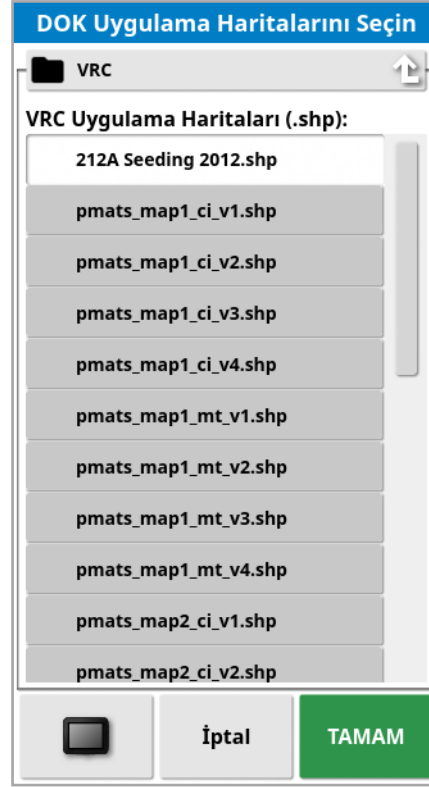 DOK Uygulama Haritalarını Seçin
VRC
VRC Uygulama Haritaları (.shp):
212A Seeding 2012.shp
pmats_map1_ci_v1.shp
pmats_map1_ci_v2.shp
pmats_map1_ci_v3.shp
pmats_map1_ci_v4.shp
pmats_map1_mt_v1.shp
pmats_map1_mt_v2.shp
pmats_map1_mt_v3.shp
pmats_map1_mt_v4.shp
pmats_map2_ci_v1.shp
pmats_map2_ci_v2.shp
İptal
TAMAM